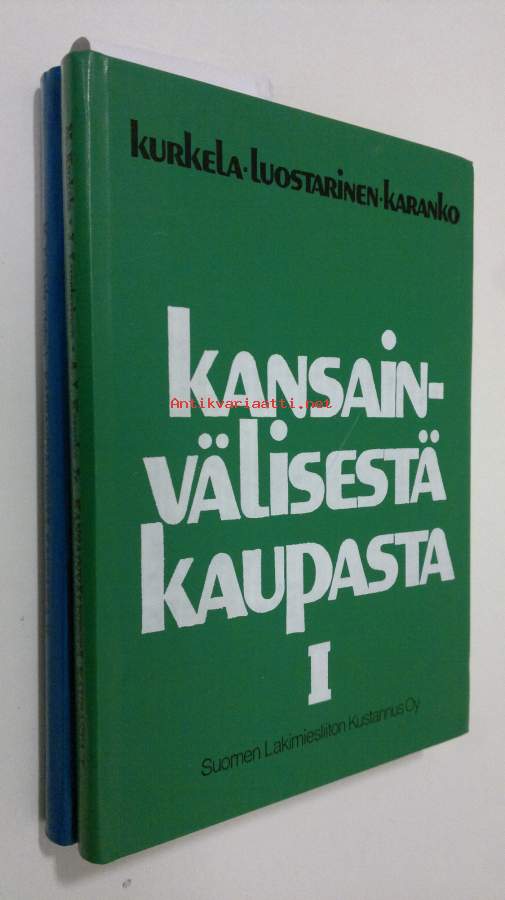 KURKELA·LUOSTARINEN·KARANKO
KANSAIN-
Antikvariaatti.net
VÄLISESTÄ
KAUPASTA
I
Suomen Lakimiesliiton Kustannus Oy